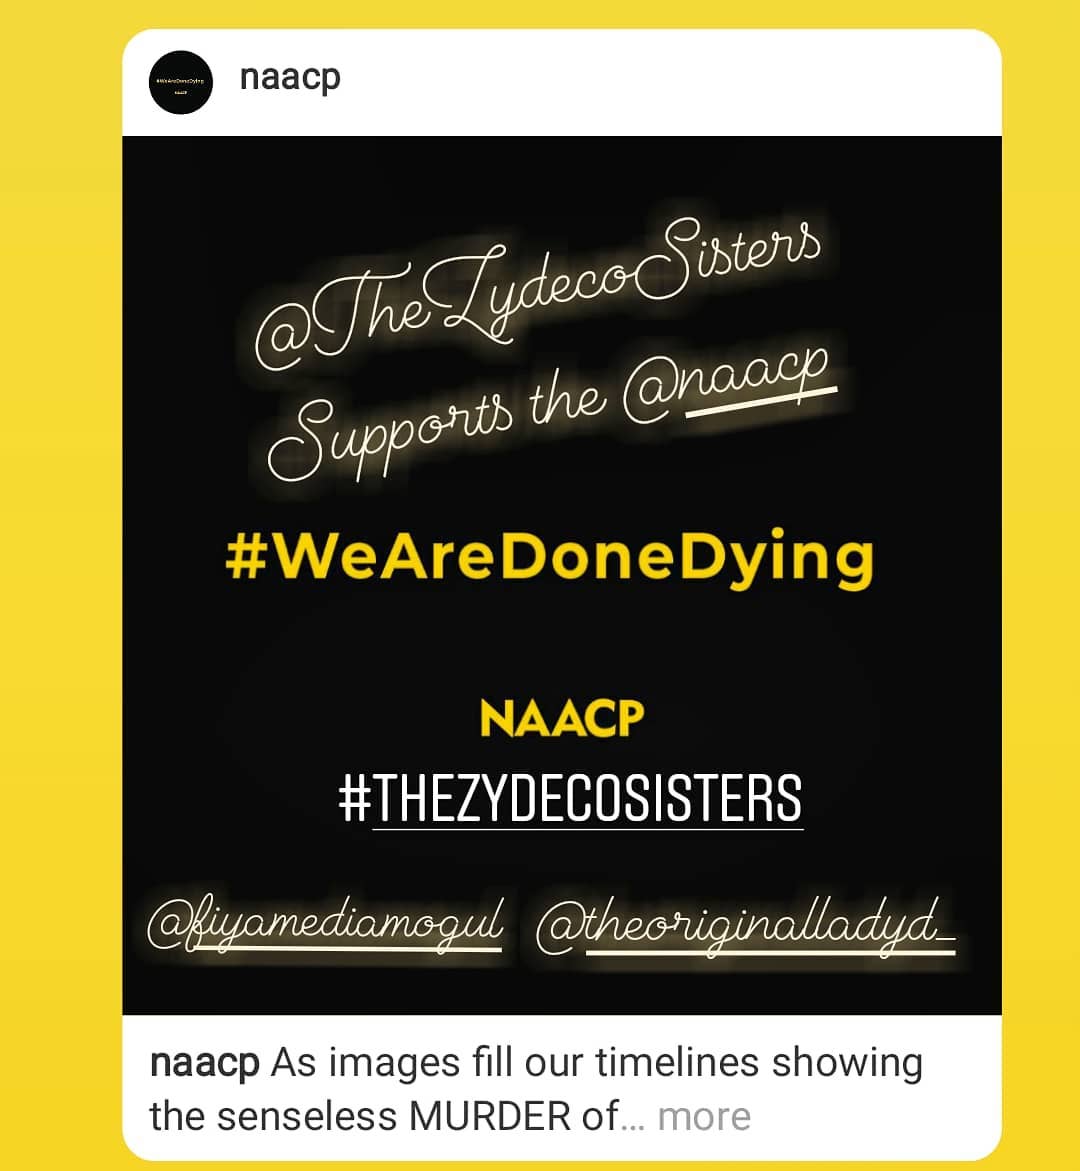 #WeAreDoneDying
NAACP
naacp
@TheZydecoSisters
Supports the @naacp
#WeAreDoneDying
NAACP
#THEZYDECOSISTERS
@fiyamediamogul @theoriginalladyd_
naacp As images fill our timelines showing
the senseless MURDER of... more